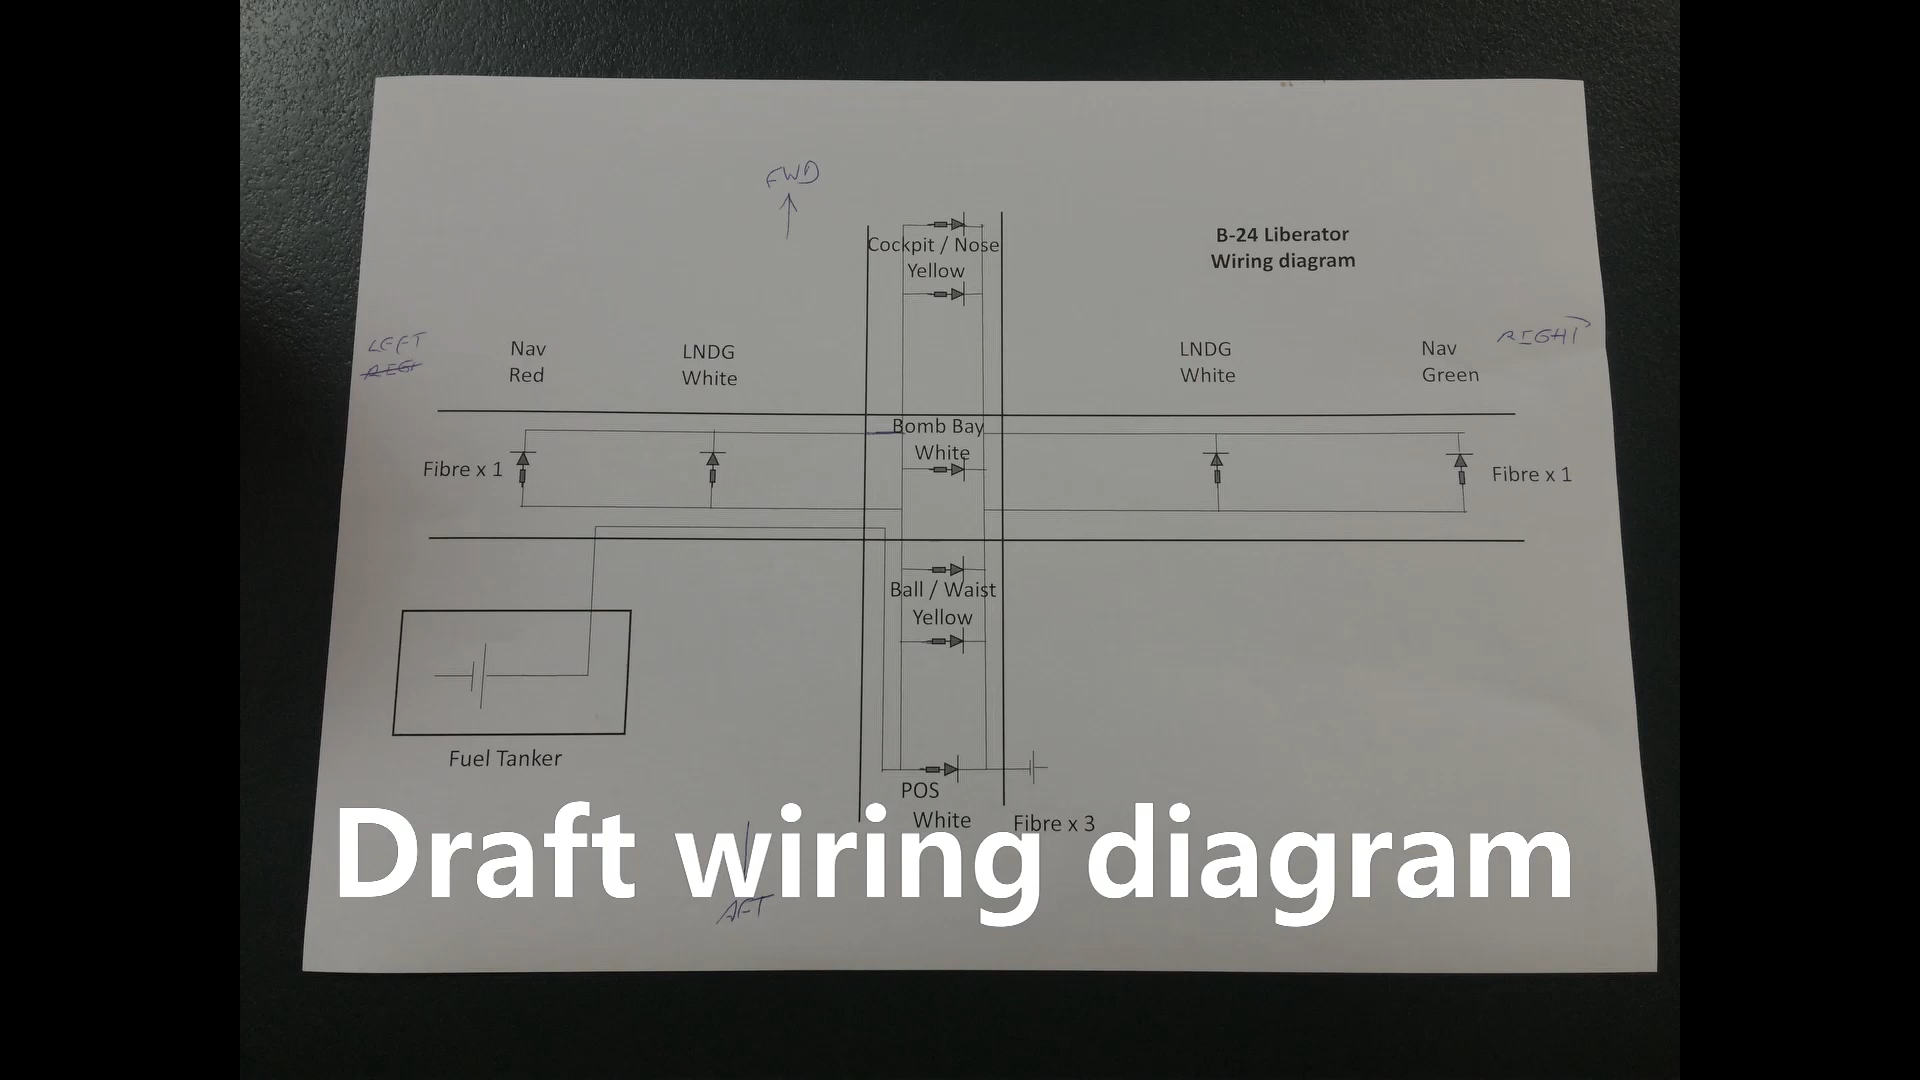 FWD
B-24 Liberator
Wiring diagram
Cockpit / Nose
Yellow
LEFT
RIGHT
Nav
Red
LNDG
White
LNDG
White
Nav
Green
Bomb Bay
White
Fibre x 1
Fibre x 1
Ball / Waist
Yellow
Fuel Tanker
POS
White
Fibre x 3
Draft wiring diagram
AFT